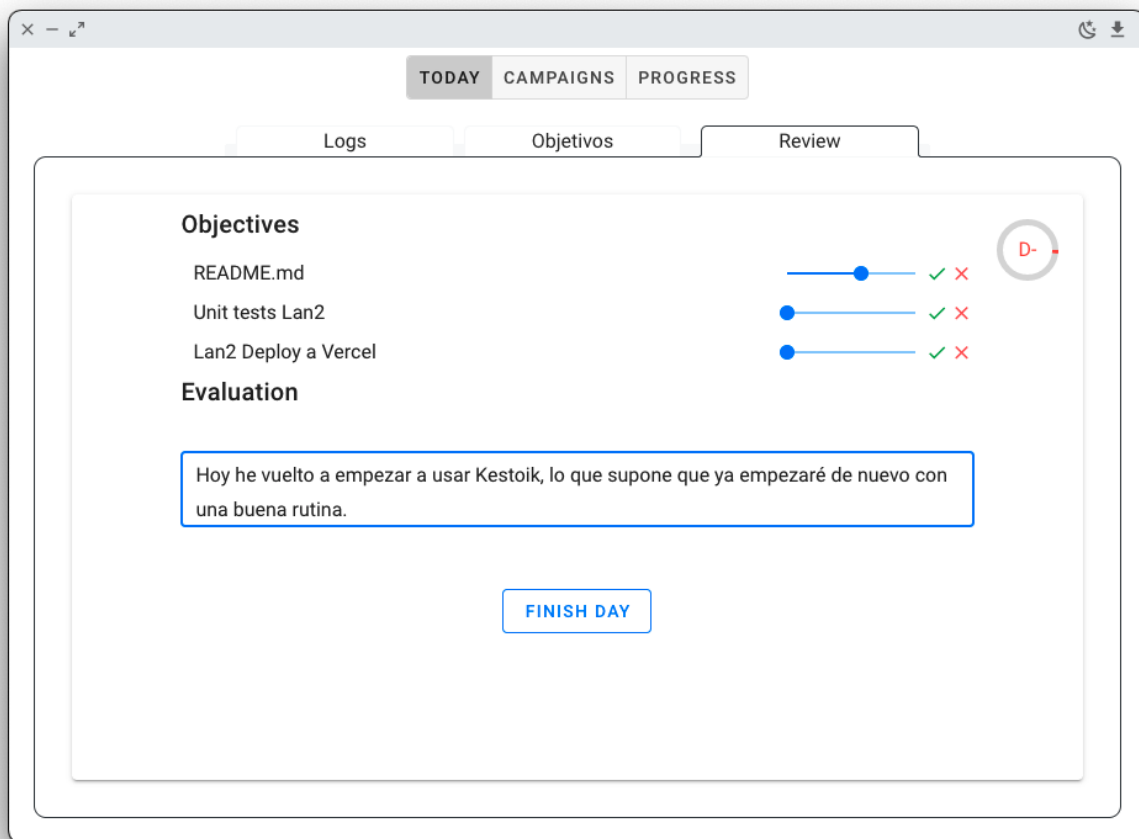 TODAY CAMPAIGNS PROGRESS
Logs Objetivos Review
Objectives
D-
README.md
Unit tests Lan2
Lan2 Deploy a Vercel
Evaluation
Hoy he vuelto a empezar a usar Kestoik, lo que supone que ya empezaré de nuevo con
una buena rutina.
FINISH DAY